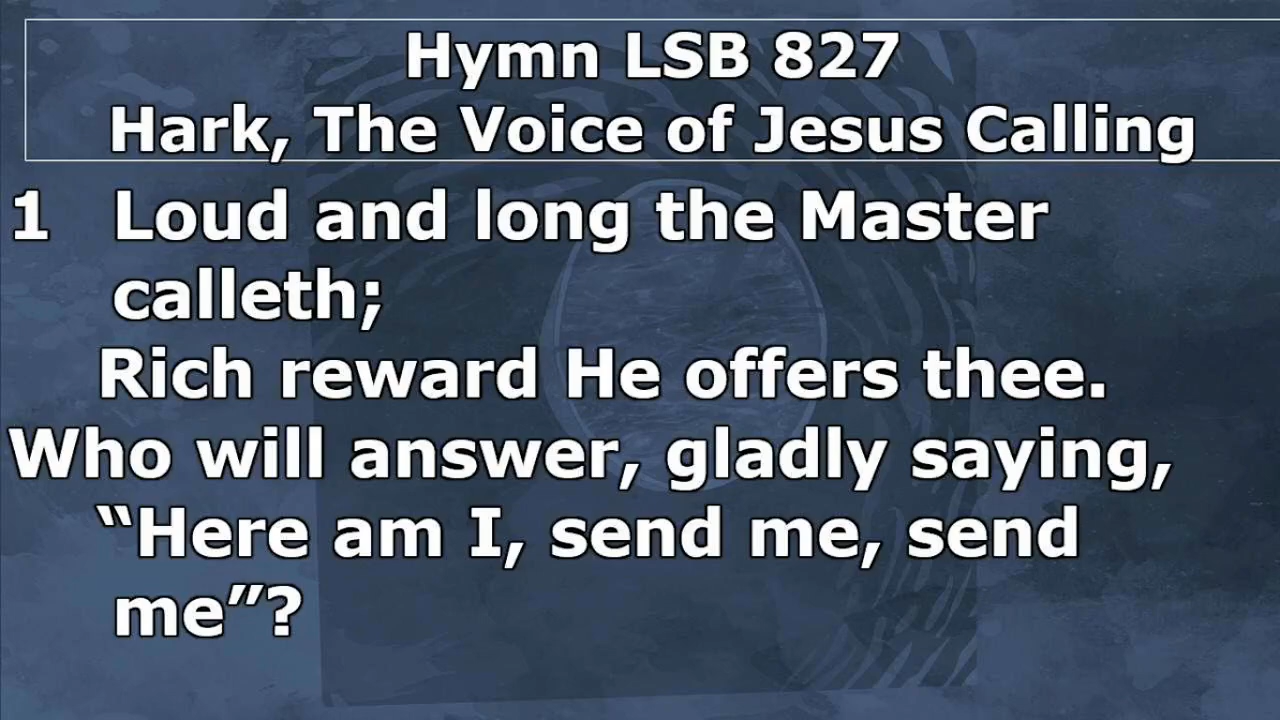 Hymn LSB 827
Hark, The Voice of Jesus Calling
1 Loud and long the Master
calleth;
Rich reward He offers thee.
Who will answer, gladly saying,
“Here am I, send me, send
me”?